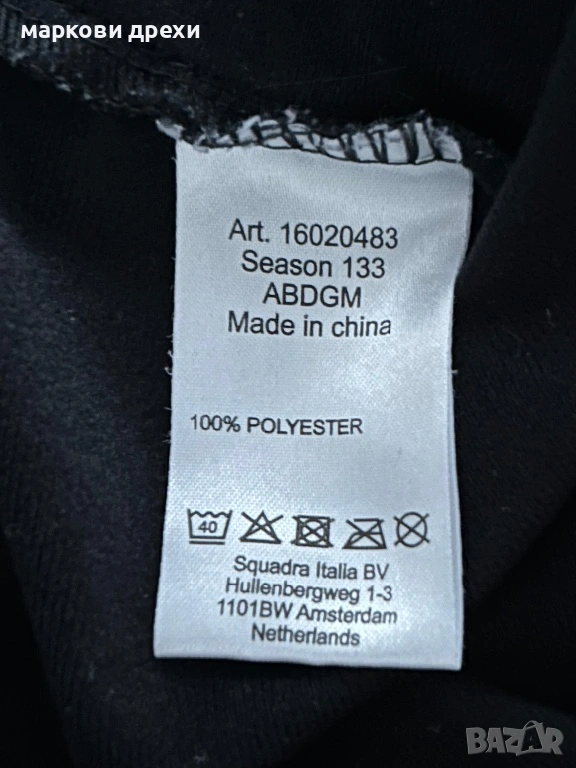 маркови дрехи
Art. 16020483
Season 133
ABDGM
Made in china
100% POLYESTER
40
Squadra Italia BV
Hullenbergweg 1-3
1101BW Amsterdam
Netherlands
BAZAR